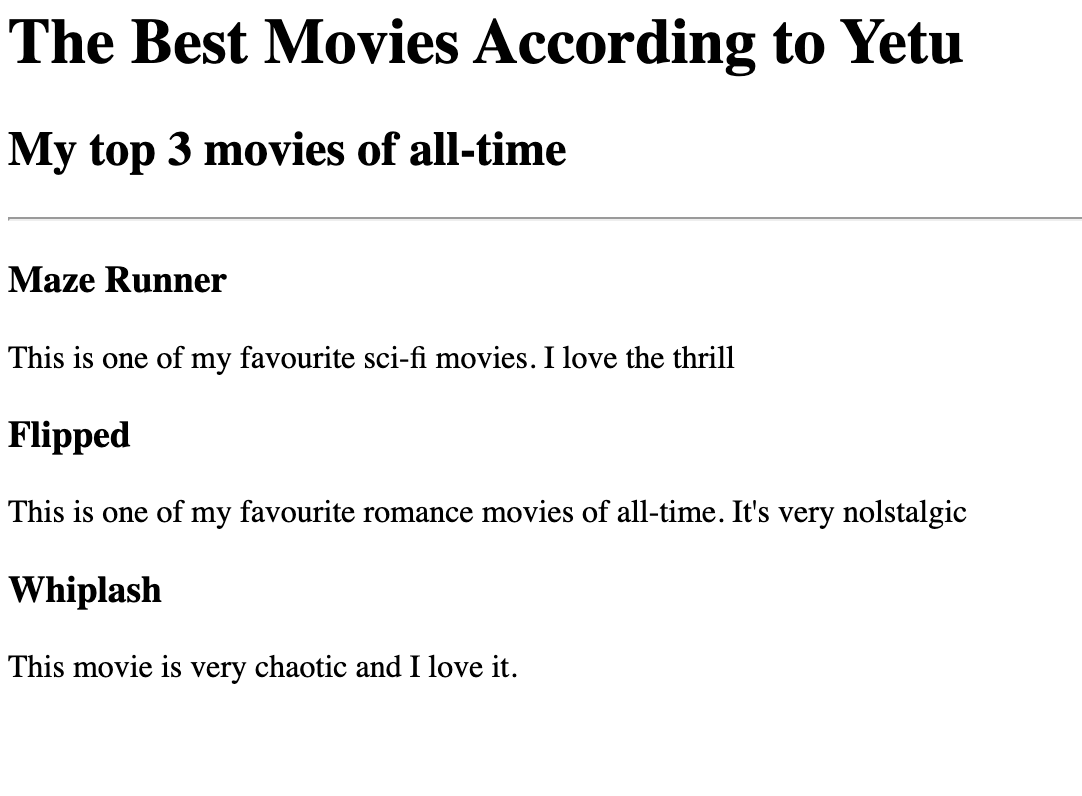 The Best Movies According to Yetu
My top 3 movies of all-time
Maze Runner
This is one of my favourite sci-fi movies. I love the thrill
Flipped
This is one of my favourite romance movies of all-time. It's very nolstalgic
Whiplash
This movie is very chaotic and I love it.